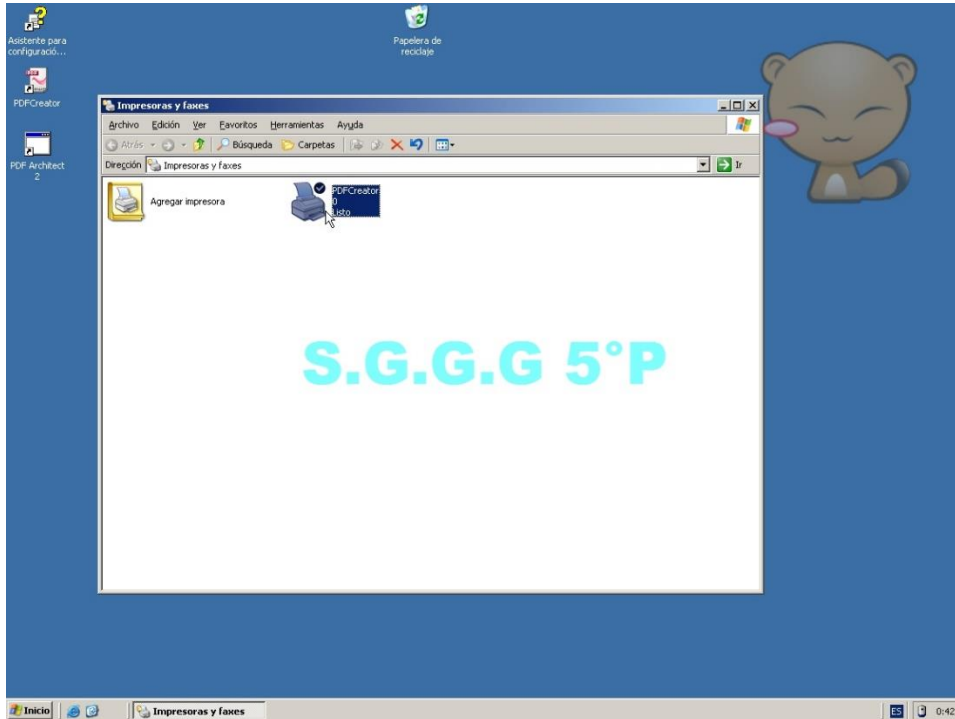 Asistente para
configuració...
Papelera de
reciclaje
PDFCreator
PDF Architect
2
Impresoras y faxes
Archivo Edición Ver Favoritos Herramientas Ayuda
Atrás Búsqueda Carpetas
Dirección Impresoras y faxes Ir
Agregar impresora
PDFCreator
0
Listo
S.G.G.G 5°P
Inicio Impresoras y faxes ES 0:42